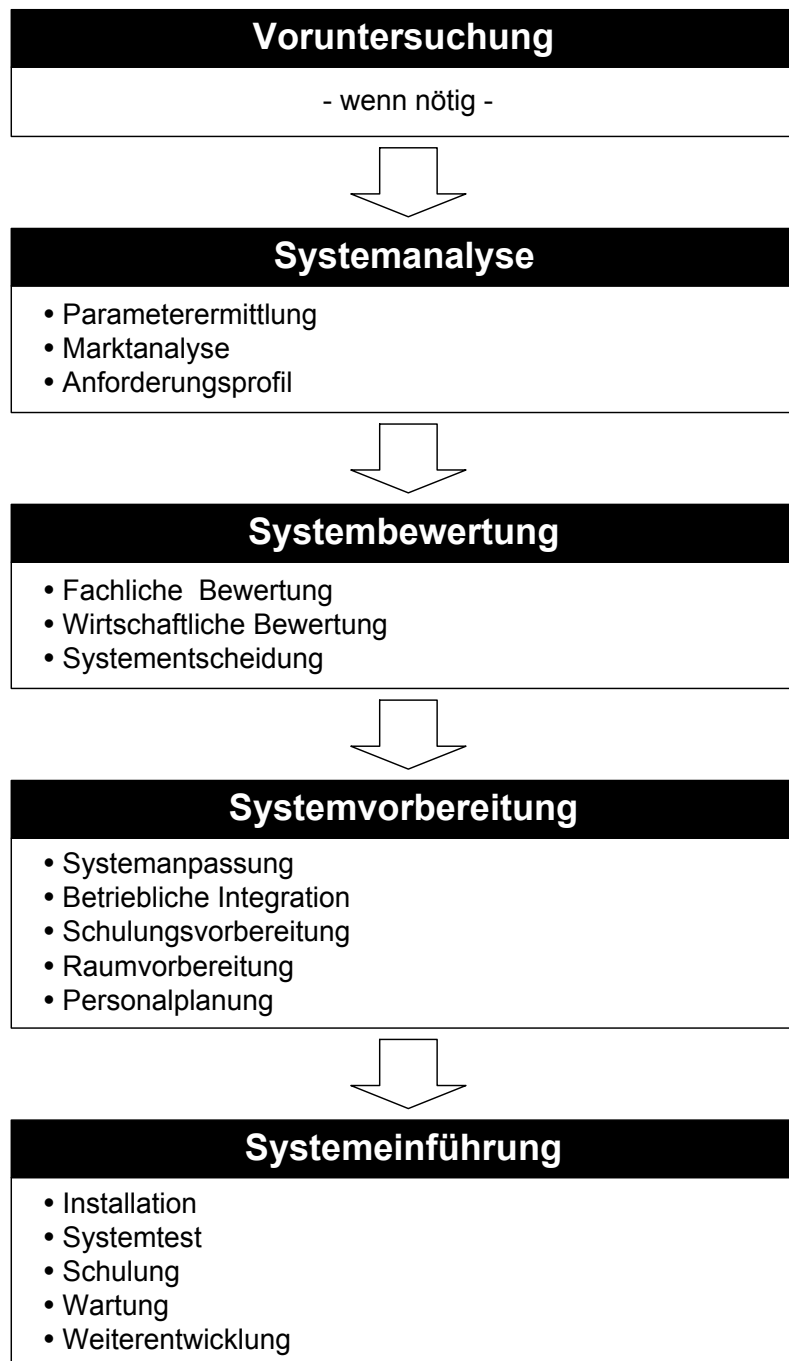 Voruntersuchung
- wenn nötig -
Systemanalyse
• Parameterermittlung
• Marktanalyse
• Anforderungsprofil
Systembewertung
• Fachliche  Bewertung
• Wirtschaftliche Bewertung
• Systementscheidung
Systemvorbereitung
• Systemanpassung
• Betriebliche Integration
• Schulungsvorbereitung
• Raumvorbereitung
• Personalplanung
Systemeinführung
• Installation
• Systemtest
• Schulung
• Wartung
• Weiterentwicklung